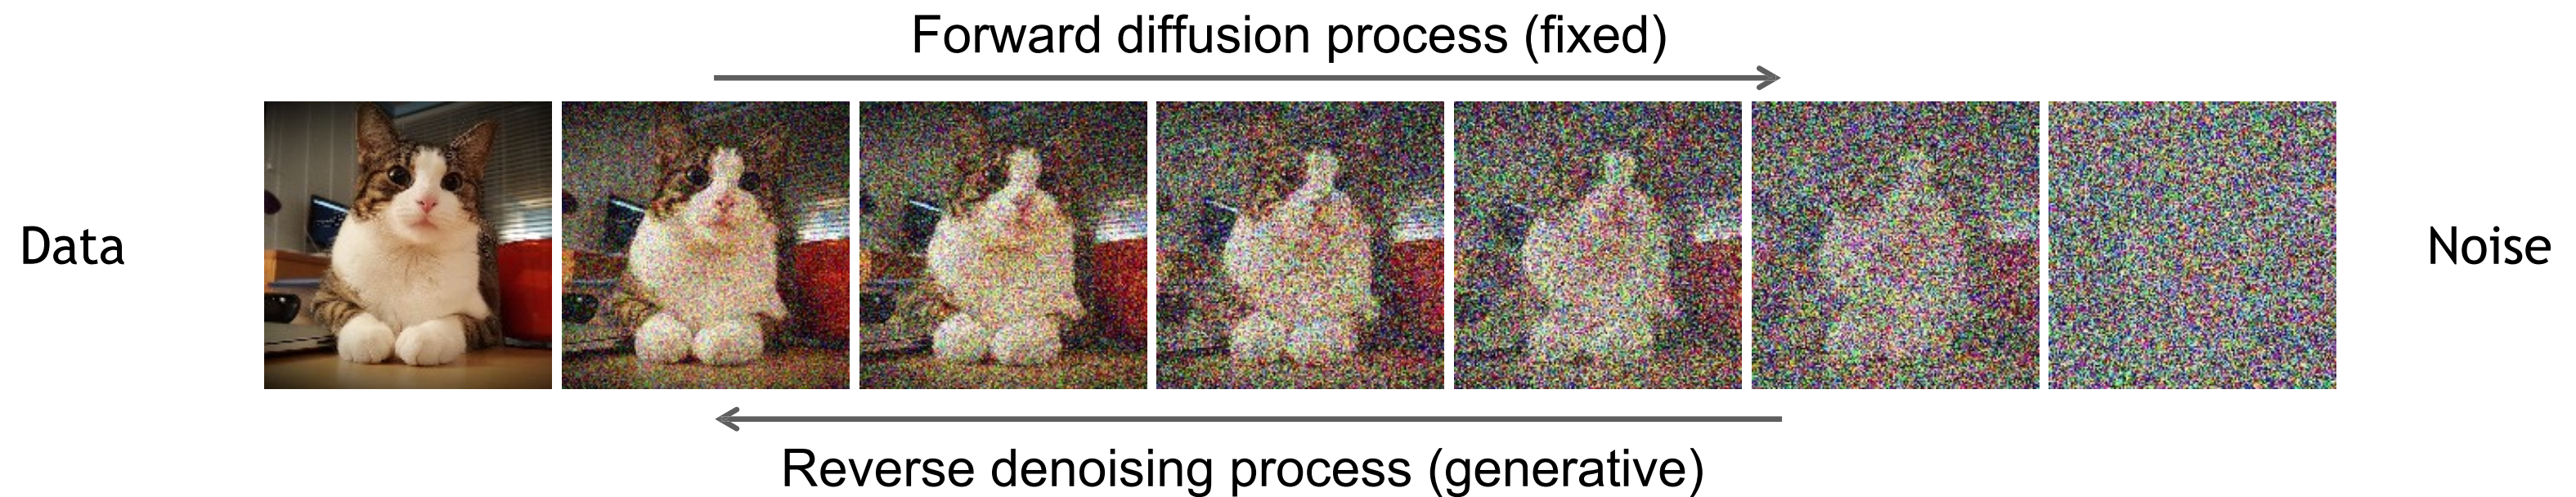 Forward diffusion process (fixed)
Data
Noise
Reverse denoising process (generative)